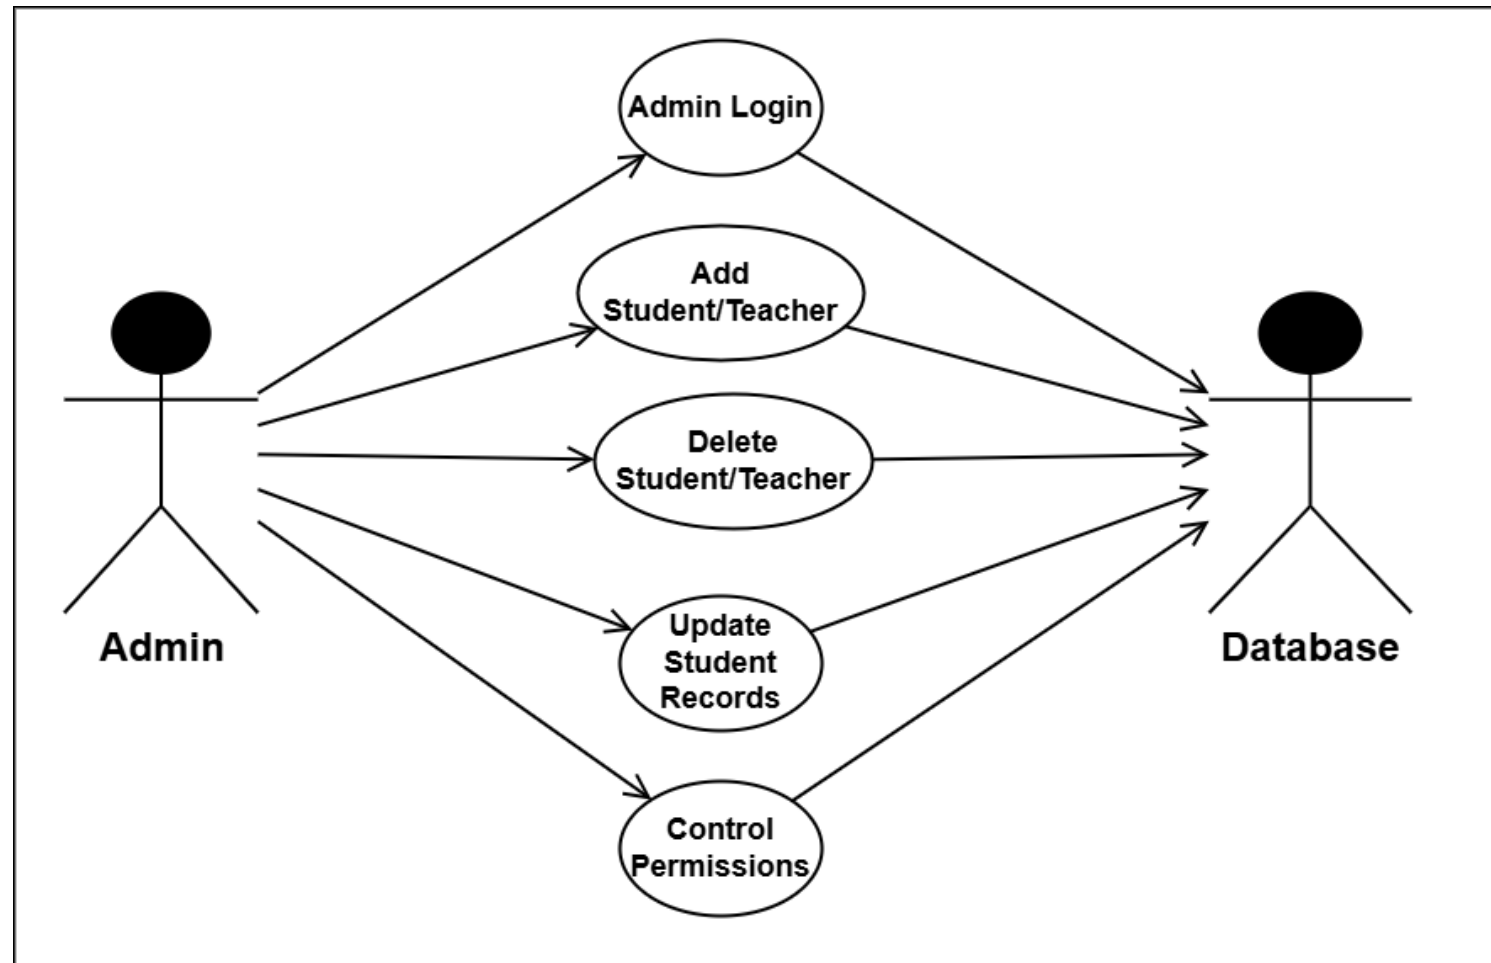 Admin Login
Add
Student/Teacher
Delete
Student/Teacher
Update
Student
Records
Control
Permissions
Admin
Database